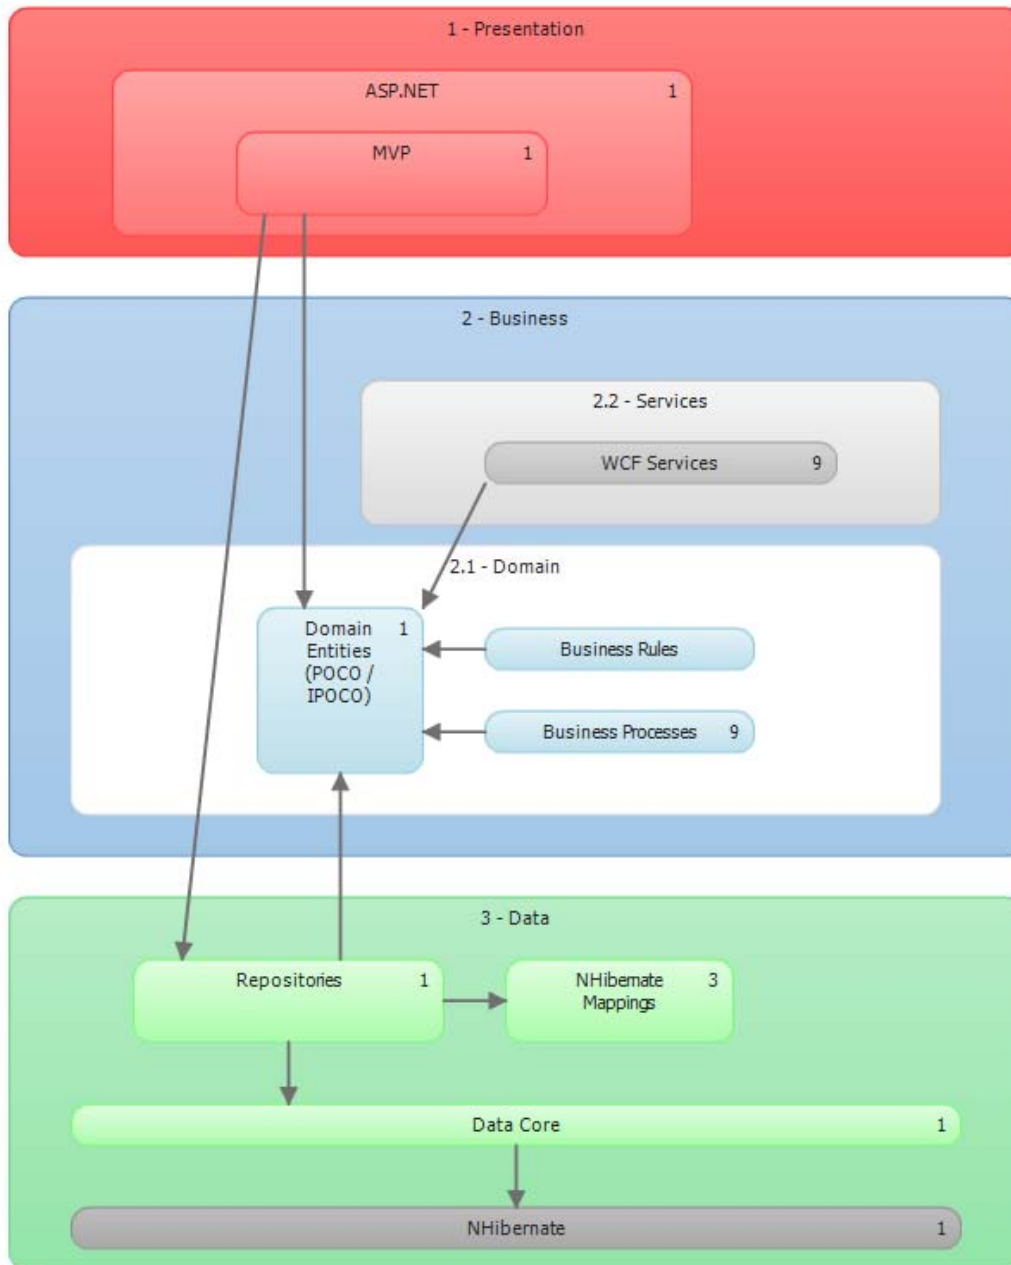 1 - Presentation
ASP.NET 1
MVP 1
2 - Business
2.2 - Services
WCF Services 9
2.1 - Domain
Domain 1
Entities
(POCO /
IPOCO)
Business Rules
Business Processes 9
3 - Data
Repositories 1
NHibernate 3
Mappings
Data Core 1
NHibernate 1